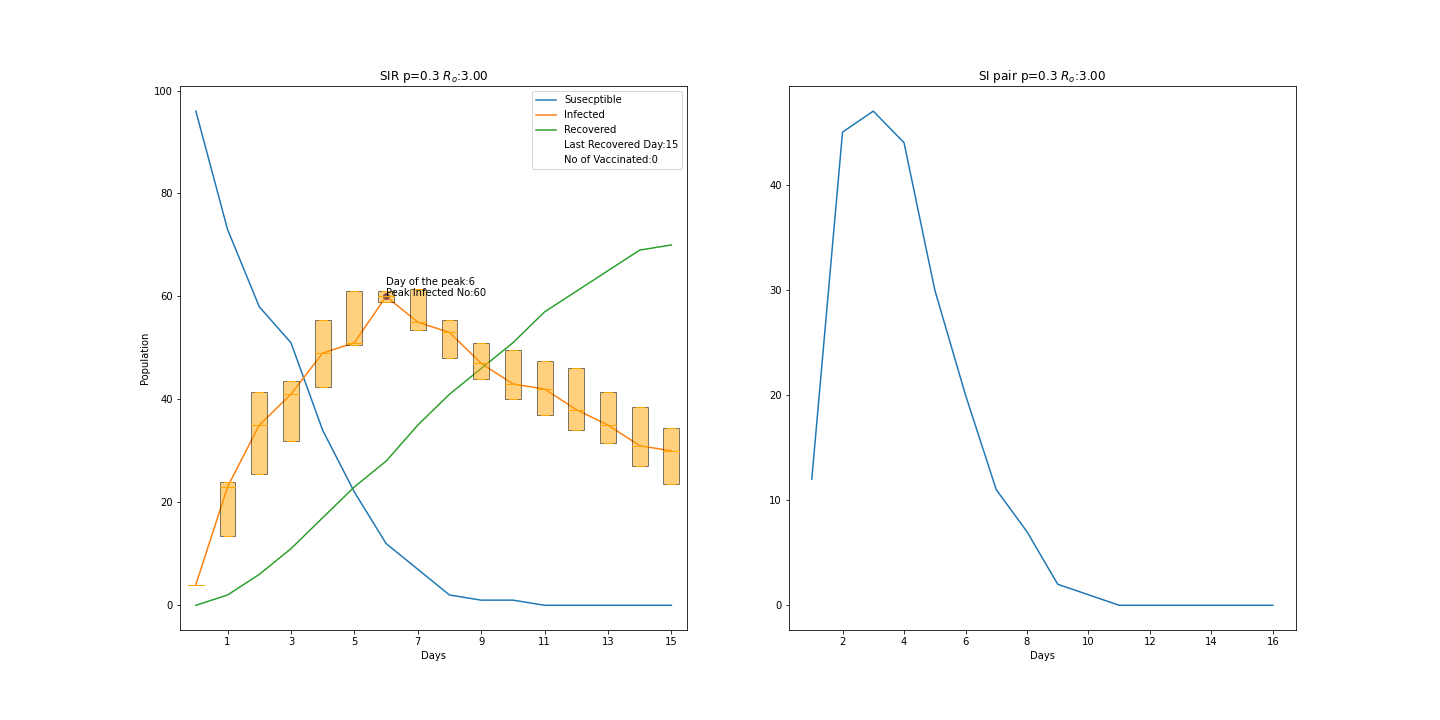 SIR p=0.3 Rₒ:3.00
Population
100
80
60
40
20
0
Susecptible
Infected
Recovered
Last Recovered Day:15
No of Vaccinated:0
Day of the peak:6
Peak Infected No:60
1 3 5 7 9 11 13 15
Days
SI pair p=0.3 Rₒ:3.00
40
30
20
10
0
2 4 6 8 10 12 14 16
Days